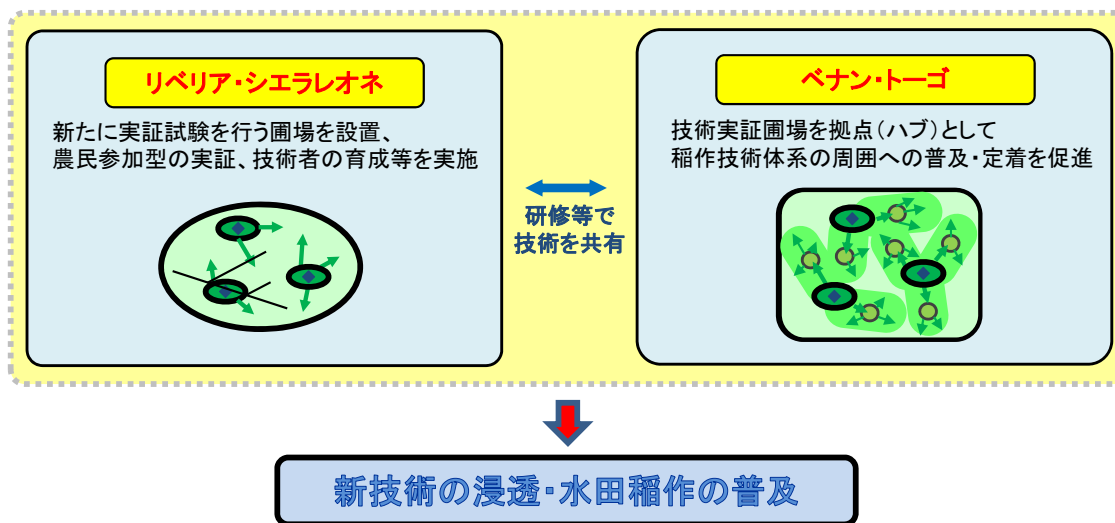 リベリア・シエラレオネ
新たに実証試験を行う圃場を設置、
農民参加型の実証、技術者の育成等を実施
研修等で
技術を共有
ベナン・トーゴ
技術実証圃場を拠点（ハブ）として
稲作技術体系の周囲への普及・定着を促進
新技術の浸透・水田稲作の普及